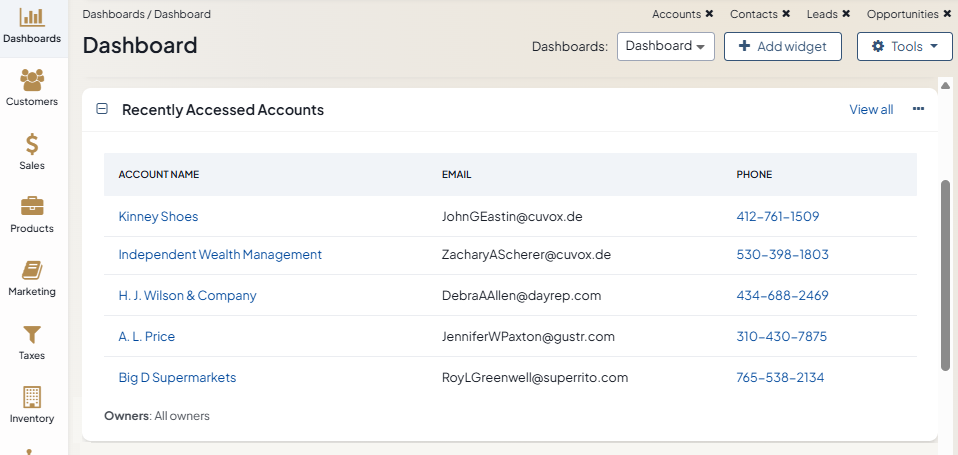 Dashboards
Customers
Sales
Products
Marketing
Taxes
Inventory
Dashboards / Dashboard
Accounts ✖ Contacts ✖ Leads ✖ Opportunities ✖
Dashboard
Dashboards: Dashboard + Add widget Tools
Recently Accessed Accounts View all ...
ACCOUNT NAME EMAIL PHONE
Kinney Shoes JohnGEastin@cuvox.de 412-761-1509
Independent Wealth Management ZacharyAScherer@cuvox.de 530-398-1803
H. J. Wilson & Company DebraAAllen@dayrep.com 434-688-2469
A. L. Price JenniferWPaxton@gustr.com 310-430-7875
Big D Supermarkets RoyLGreenwell@superrito.com 765-538-2134
Owners: All owners